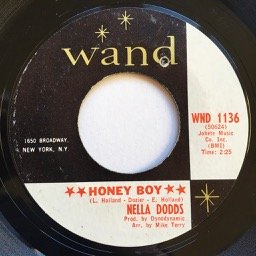 wand
1650 BROADWAY,
NEW YORK, N.Y.
WND 1136
(50624)
Jobete Music
Co. Inc.
(BMI)
Time: 2:25
★★HONEY BOY★★
(L. Holland - Dozier - E. Holland)
NELLA DODDS
Prod. by Dynodynamic
Arr. by Mike Terry